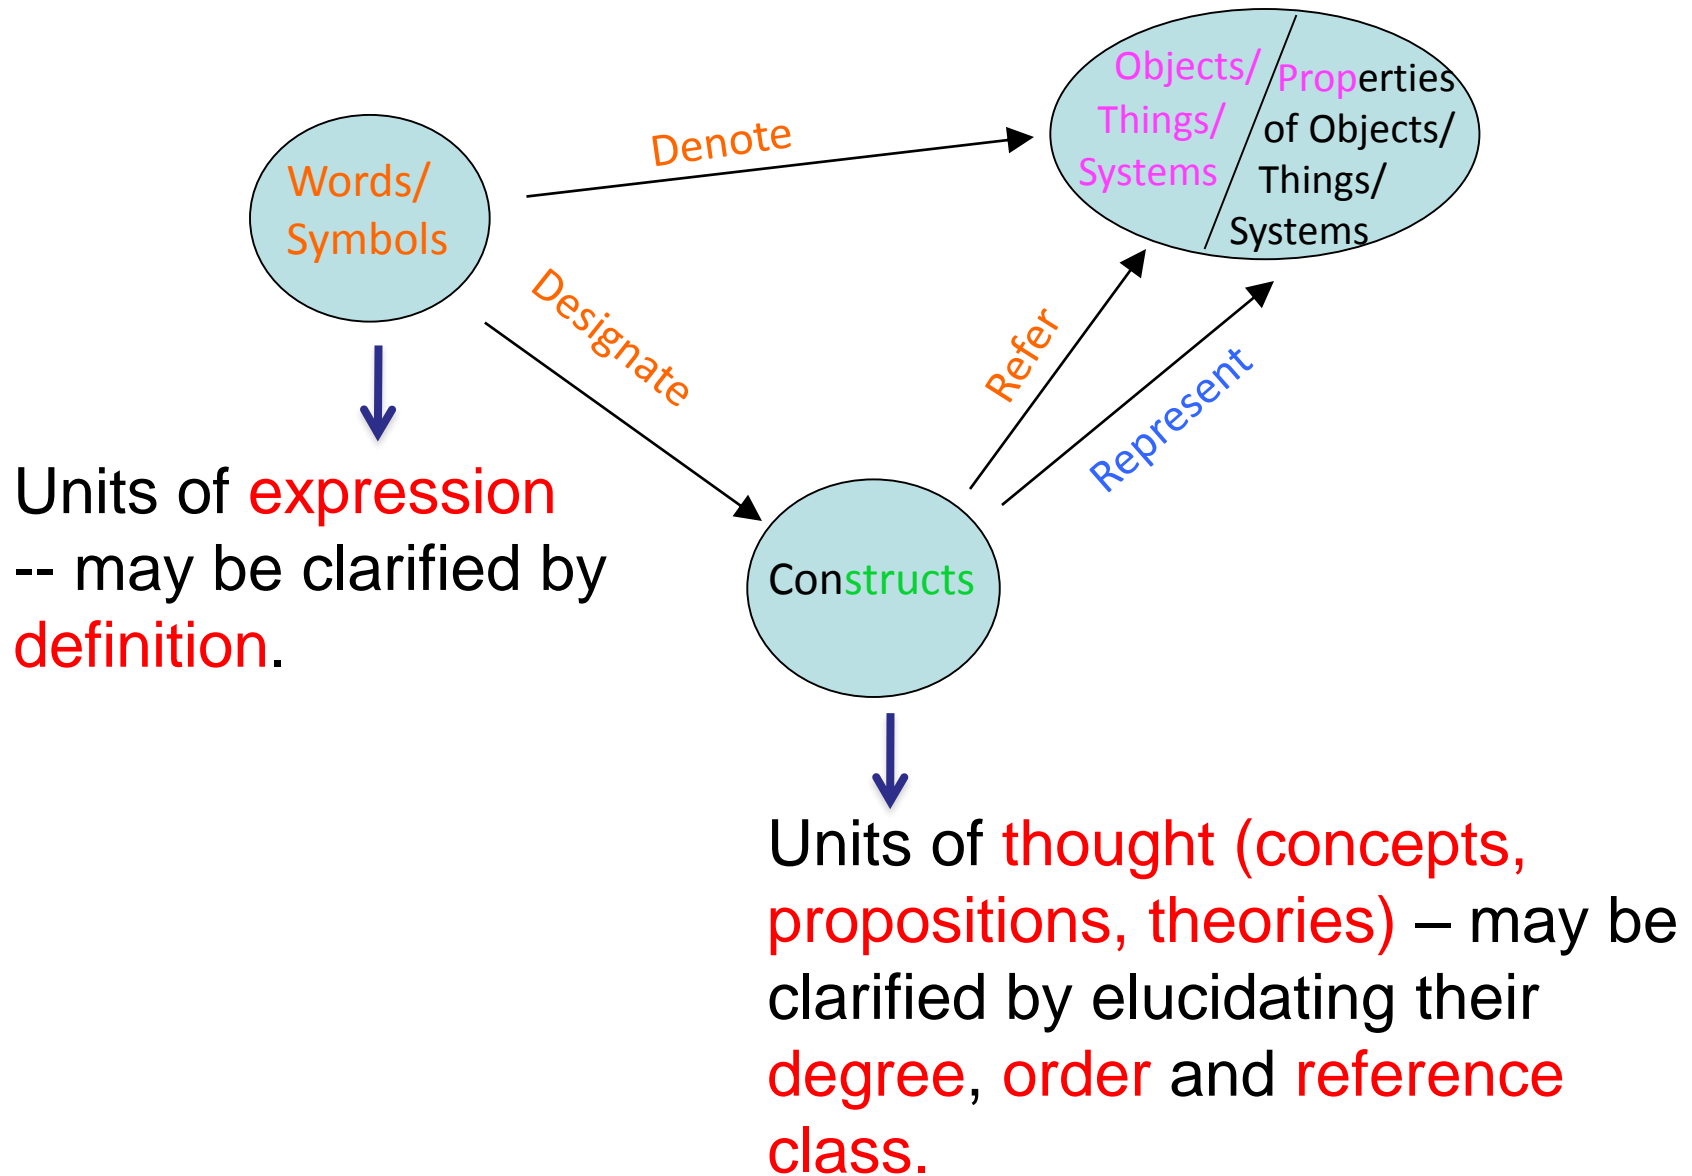 Words/
Symbols
Denote
Objects/
Things/
Systems
Properties
of Objects/
Things/
Systems
Designate
Refer
Represent
Units of expression
-- may be clarified by
definition.
Constructs
Units of thought (concepts,
propositions, theories) – may be
clarified by elucidating their
degree, order and reference
class.